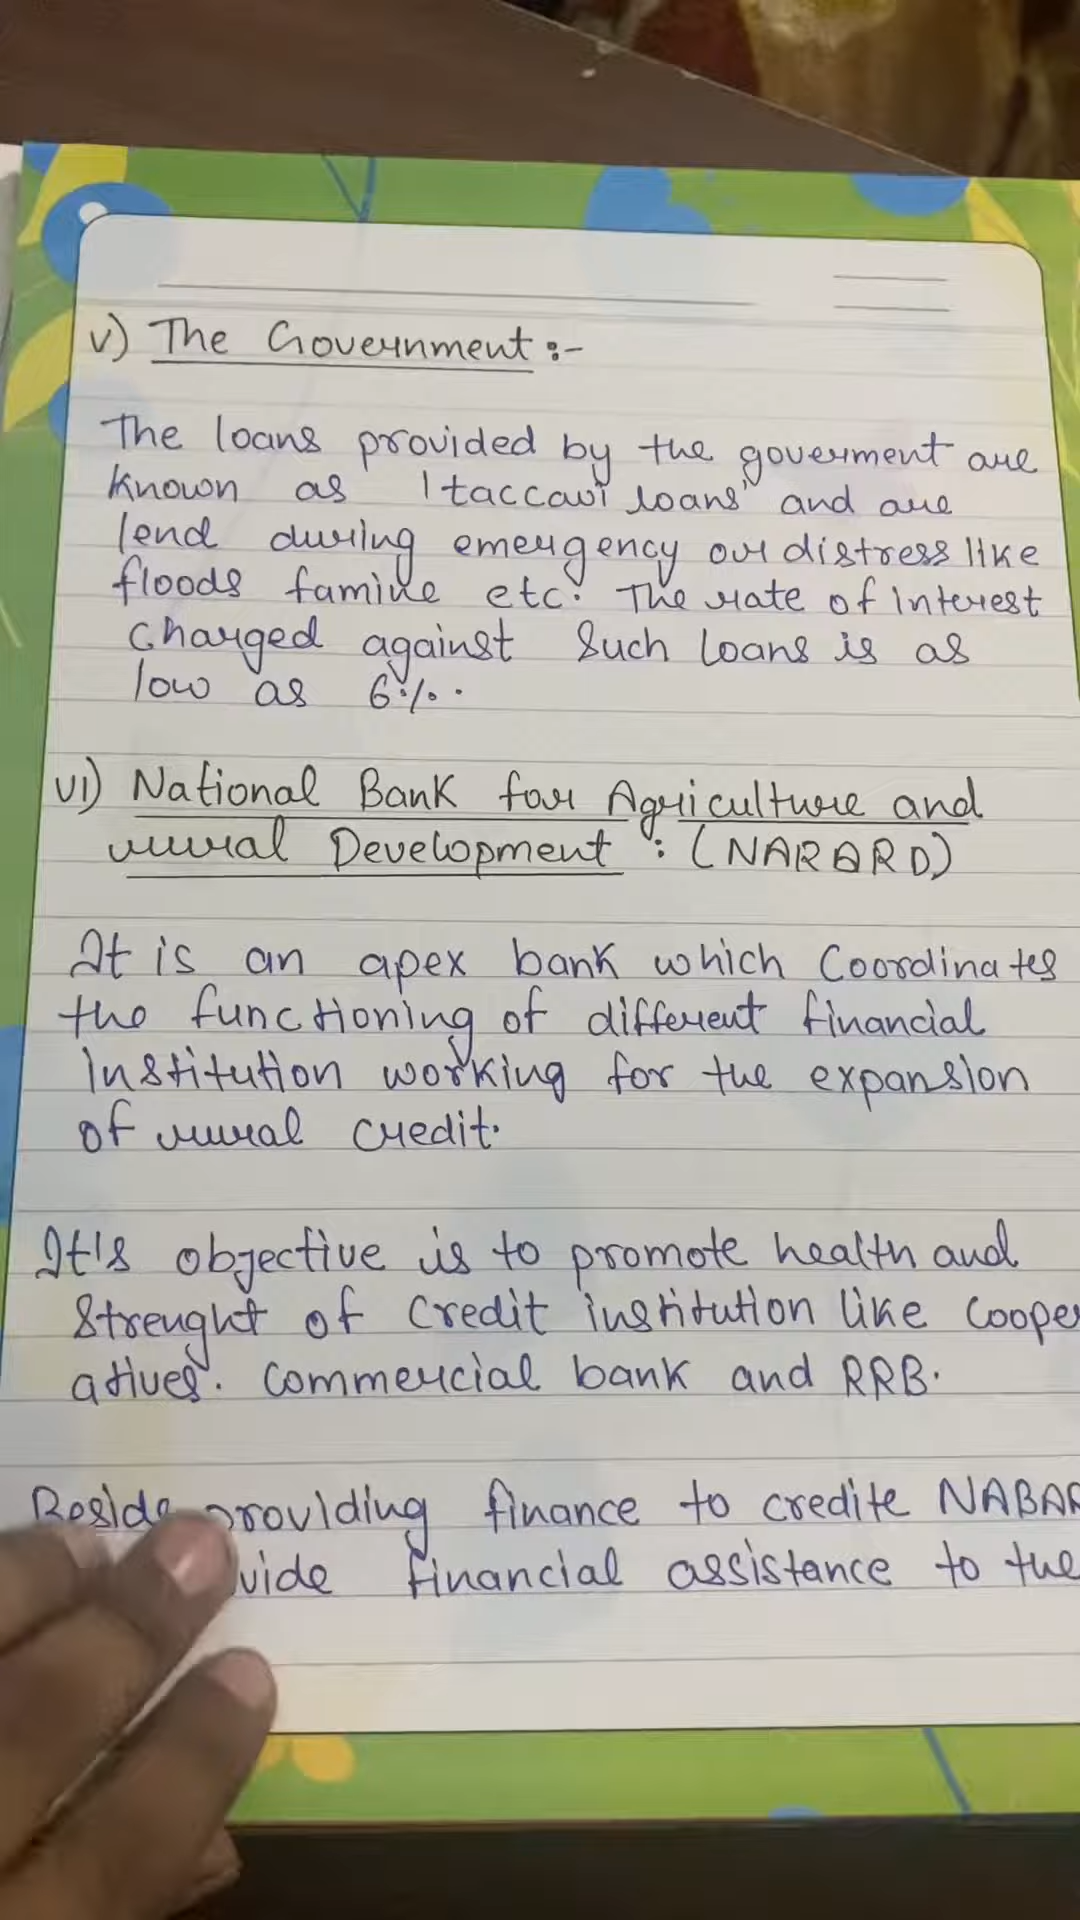 v) The Government :-
The loans provided by the goverment are
known as 'taccavi loans' and are
lend during emergency or distress like
floods famine etc. The rate of interest
charged against such loans is as
low as 6%.
vi) National Bank for Agriculture and
rural Development : (NARBRD)
It is an apex bank which coordinates
the functioning of different financial
institution working for the expansion
of rural credit.
It's objective is to promote health and
strenght of credit institution like cooper
atives. commercial bank and RRB.
Beside providing finance to credite NABAR
vide financial assistance to the